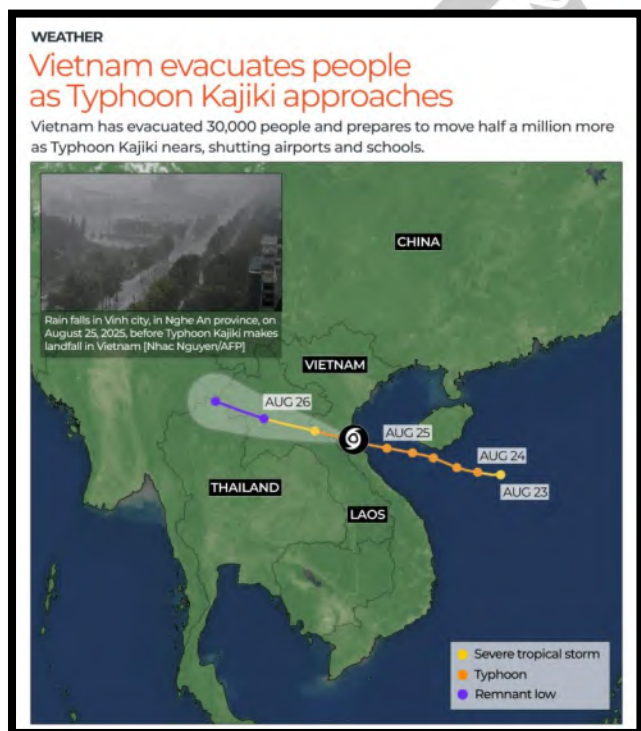 WEATHER
Vietnam evacuates people
as Typhoon Kajiki approaches
Vietnam has evacuated 30,000 people and prepares to move half a million more
as Typhoon Kajiki nears, shutting airports and schools.
Rain falls in Vinh city, in Nghe An province, on
August 25, 2025, before Typhoon Kajiki makes
landfall in Vietnam [Nhac Nguyen/AFP]
CHINA
VIETNAM
AUG 26
AUG 25
AUG 24
AUG 23
THAILAND
LAOS
Severe tropical storm
Typhoon
Remnant low